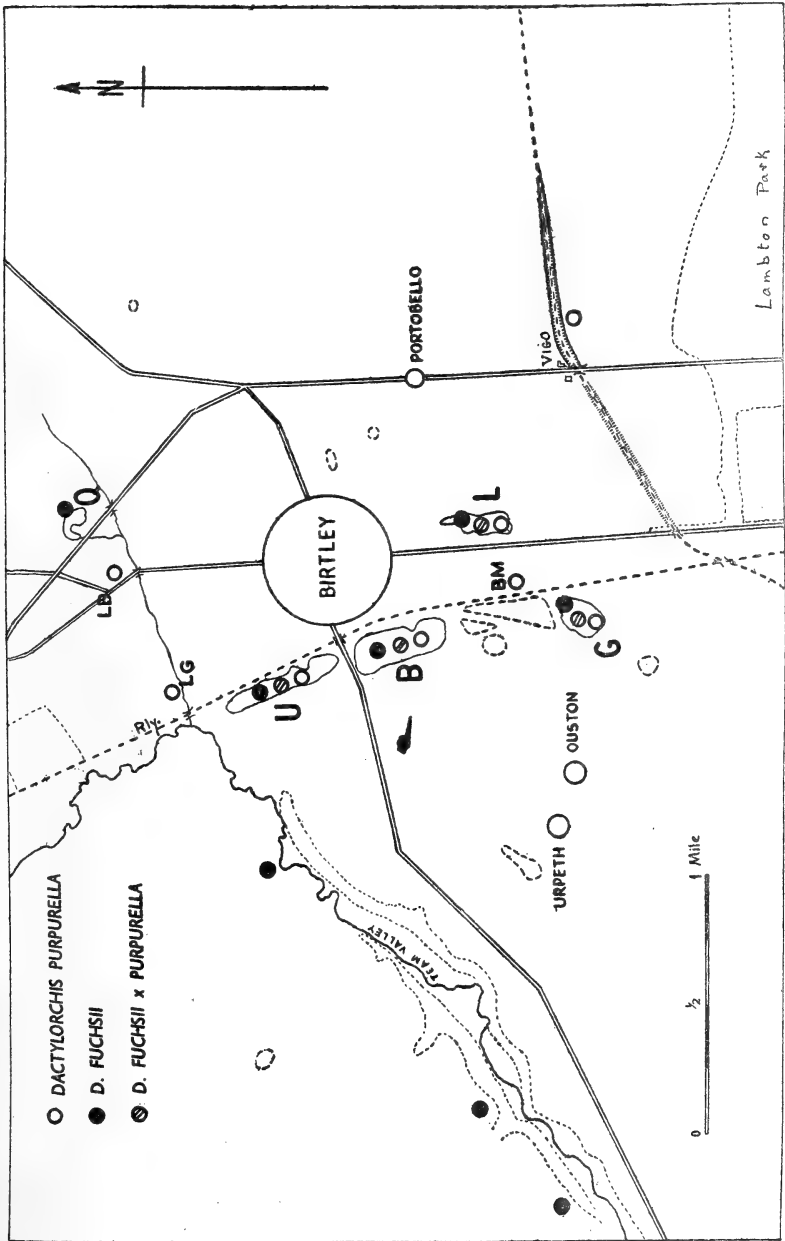 N
○ DACTYLORCHIS PURPURELLA
● D. FUCHSII
D. FUCHSII x PURPURELLA
Rly.
LG
LB
Q
U
BIRTLEY
B
L
BM
G
PORTOBELLO
VIGO
TEAM VALLEY
URPETH
OUSTON
Lambton Park
0 ½ 1 Mile